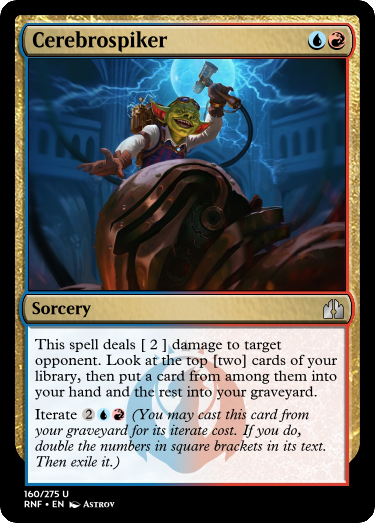 Cerebrospiker
Sorcery
This spell deals [ 2 ] damage to target
opponent. Look at the top [two] cards of your
library, then put a card from among them into
your hand and the rest into your graveyard.
Iterate 2 (You may cast this card from
your graveyard for its iterate cost. If you do,
double the numbers in square brackets in its text.
Then exile it.)
160/275 U
RNF • EN Astrov